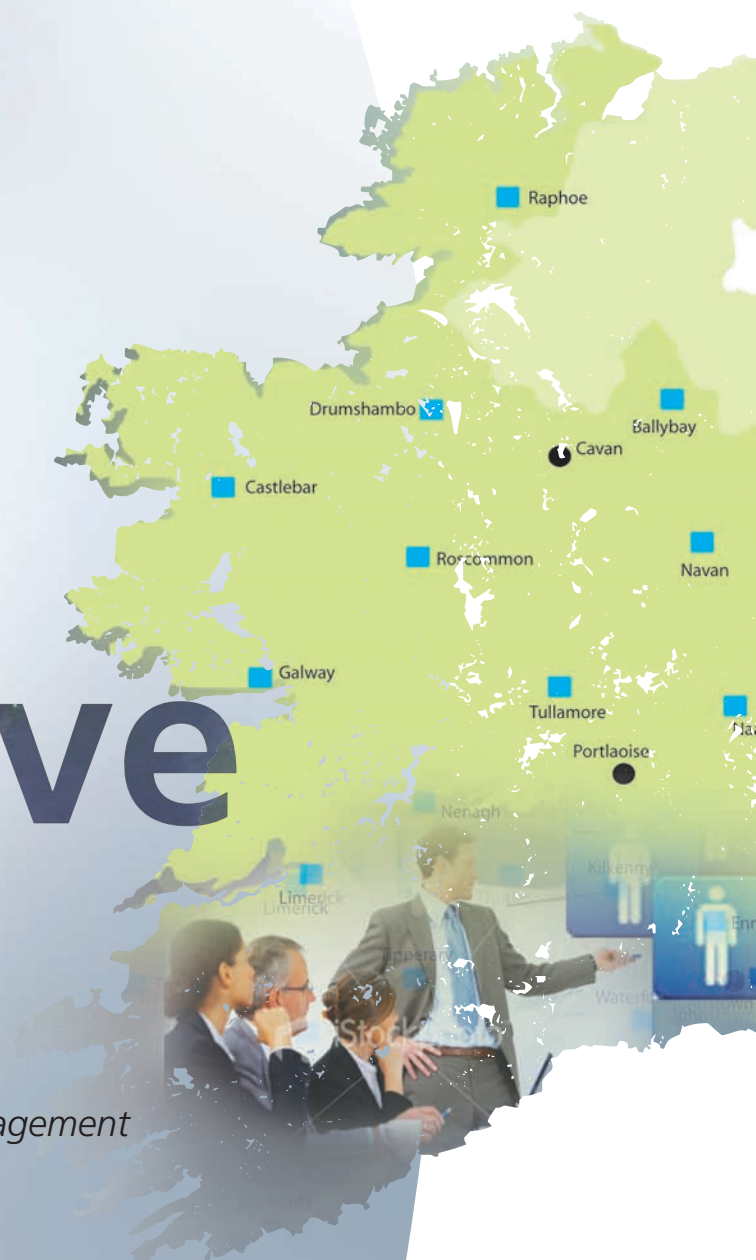 Raphoe
Drumshambo
Ballybay
Cavan
Castlebar
Roscommon
Navan
Galway
Tullamore
ve
Portlaoise
Nenagh
Kilkenny
Limerick
Limerick
agement